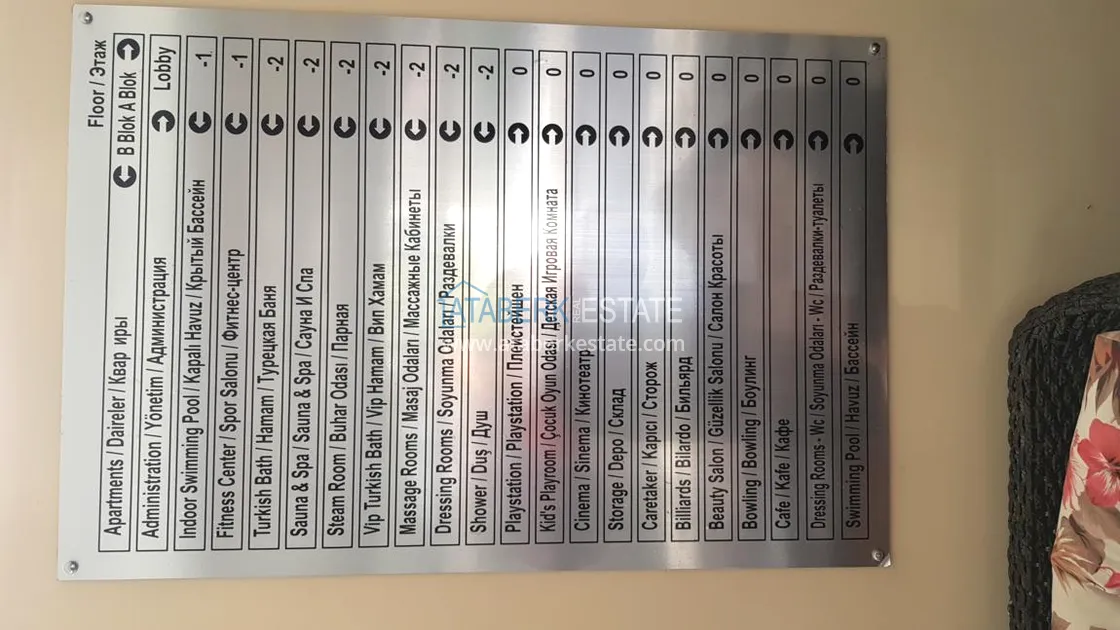 Floor / Этаж
Apartments / Daireler / Квар иры B Blok A Blok
Administration / Yönetim / Администрация Lobby
Indoor Swimming Pool / Kapalı Havuz / Крытый Бассейн -1
Fitness Center / Spor Salonu / Фитнес-центр -1
Turkish Bath / Hamam / Турецкая Баня -2
Sauna & Spa / Sauna & Spa / Сауна И Спа -2
Steam Room / Buhar Odası / Парная -2
Vip Turkish Bath / Vip Hamam / Вип Хамам -2
Massage Rooms / Masaj Odaları / Массажные Кабинеты -2
Dressing Rooms / Soyunma Odaları / Раздевалки -2
Shower / Duş / Душ -2
Playstation / Playstation / Плейстейшен 0
Kid's Playroom / Çocuk Oyun Odası / Детская Игровая Комната 0
Cinema / Sinema / Кинотеатр 0
Storage / Depo / Склад 0
Caretaker / Kapıcı / Сторож 0
Billiards / Bilardo / Бильярд 0
Beauty Salon / Güzellik Salonu / Салон Красоты 0
Bowling / Bowling / Боулинг 0
Cafe / Kafe / Кафе 0
Dressing Rooms - Wc / Soyunma Odaları - Wc / Раздевалки-туалеты 0
Swimming Pool / Havuz / Бассейн 0
ATABERK REAL ESTATE
www.ataberkestate.com